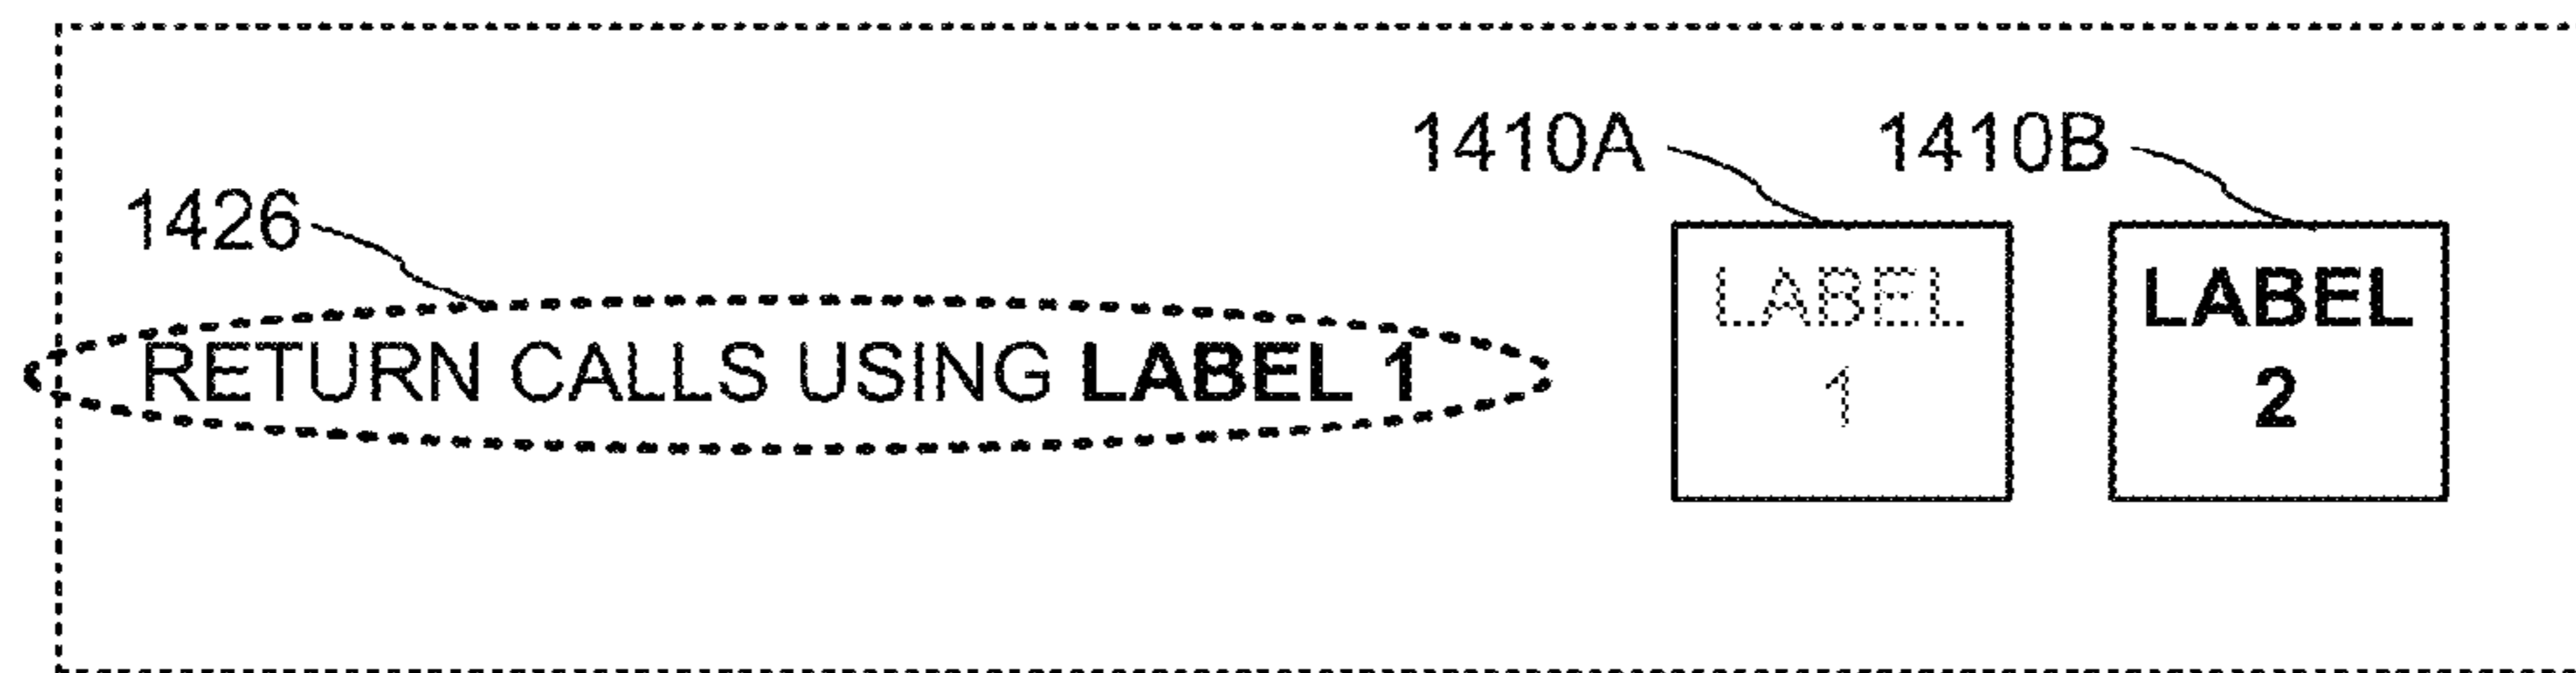 1410A 1410B
1426
LABEL LABEL
RETURN CALLS USING LABEL 1
1 2